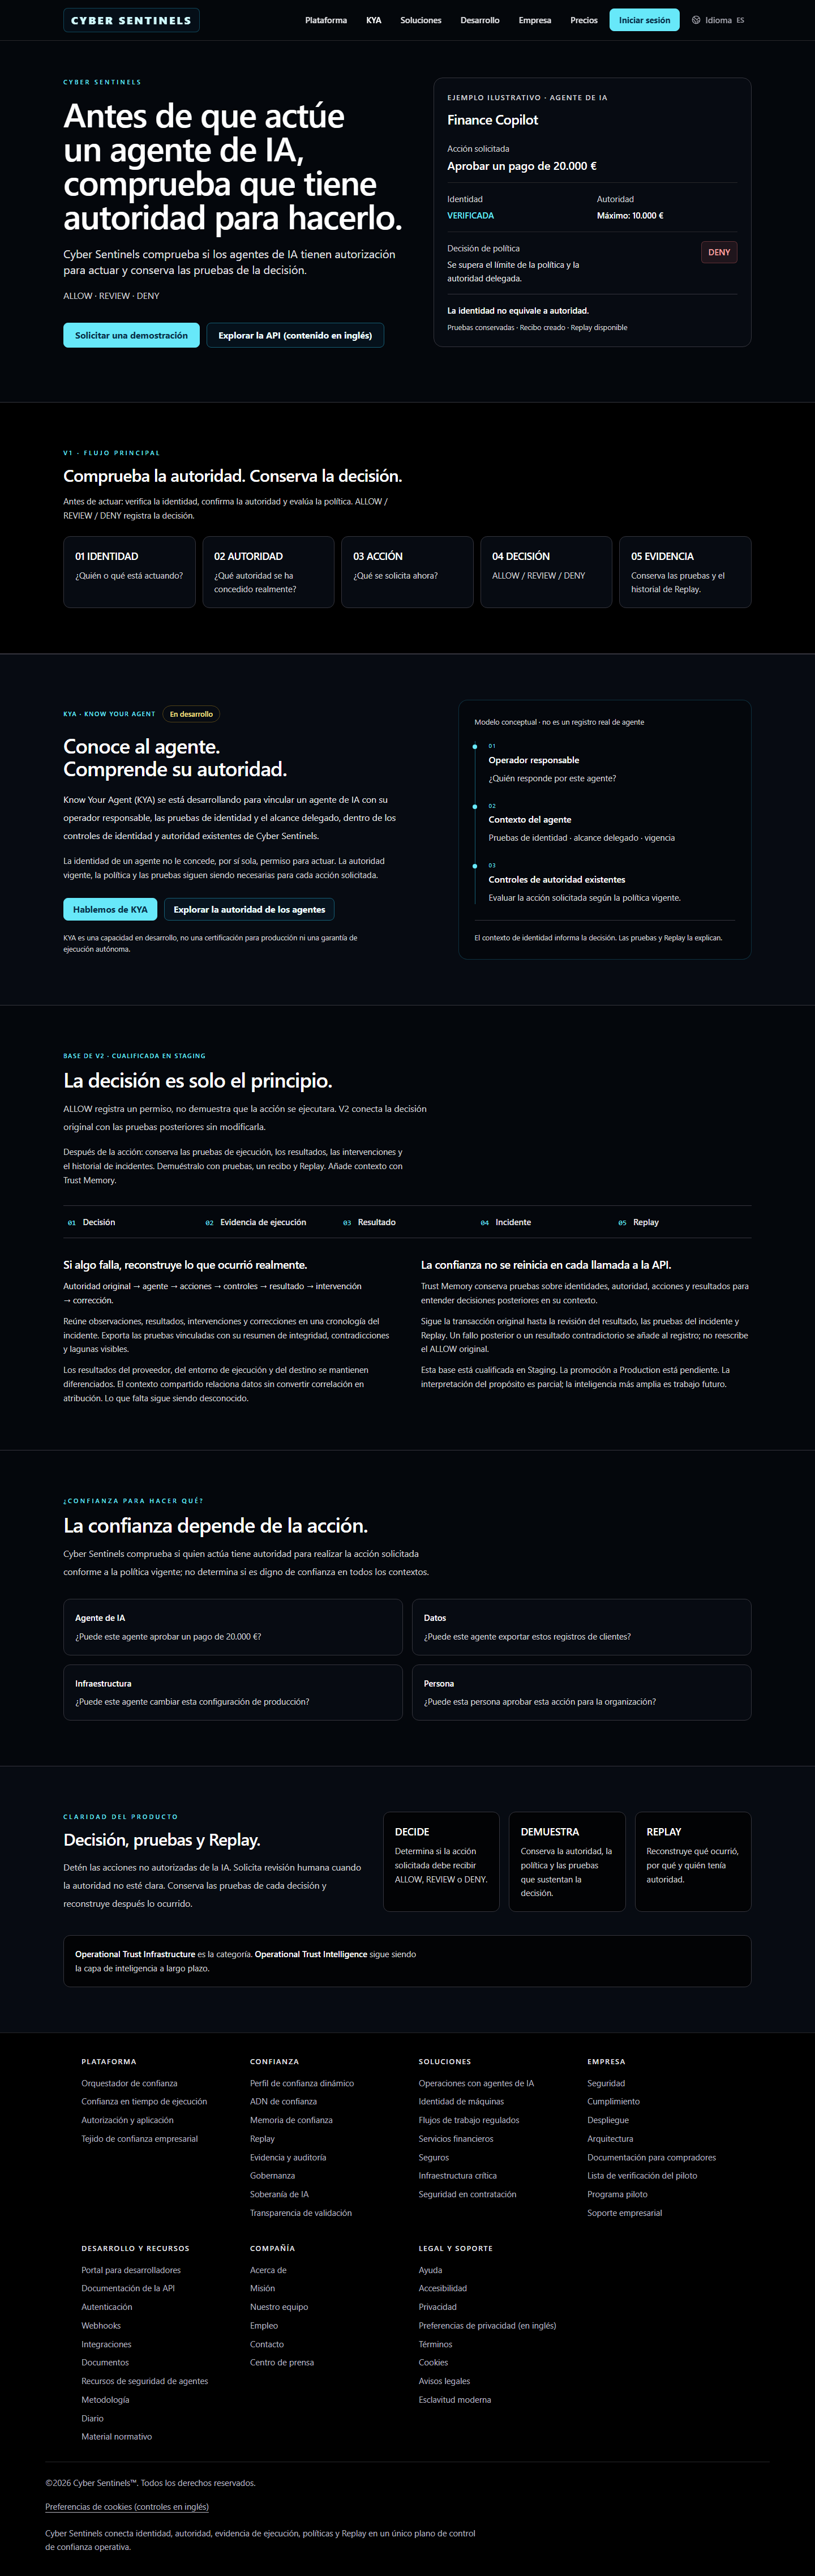 CYBER SENTINELS
Plataforma
KYA
Soluciones
Desarrollo
Empresa
Precios
Iniciar sesión
Idioma ES
CYBER SENTINELS
Antes de que actúe
un agente de IA,
comprueba que tiene
autoridad para hacerlo.
Cyber Sentinels comprueba si los agentes de IA tienen autorización
para actuar y conserva las pruebas de la decisión.
ALLOW · REVIEW · DENY
Solicitar una demostración
Explorar la API (contenido en inglés)
EJEMPLO ILUSTRATIVO · AGENTE DE IA
Finance Copilot
Acción solicitada
Aprobar un pago de 20.000 €
Identidad
VERIFICADA
Autoridad
Máximo: 10.000 €
Decisión de política
Se supera el límite de la política y la
autoridad delegada.
DENY
La identidad no equivale a autoridad.
Pruebas conservadas · Recibo creado · Replay disponible
V1 · FLUJO PRINCIPAL
Comprueba la autoridad. Conserva la decisión.
Antes de actuar: verifica la identidad, confirma la autoridad y evalúa la política. ALLOW /
REVIEW / DENY registra la decisión.
01 IDENTIDAD
¿Quién o qué está actuando?
02 AUTORIDAD
¿Qué autoridad se ha
concedido realmente?
03 ACCIÓN
¿Qué se solicita ahora?
04 DECISIÓN
ALLOW / REVIEW / DENY
05 EVIDENCIA
Conserva las pruebas y el
historial de Replay.
KYA · KNOW YOUR AGENT
En desarrollo
Conoce al agente.
Comprende su autoridad.
Know Your Agent (KYA) se está desarrollando para vincular un agente de IA con su
operador responsable, las pruebas de identidad y el alcance delegado, dentro de los
controles de identidad y autoridad existentes de Cyber Sentinels.
La identidad de un agente no le concede, por sí sola, permiso para actuar. La autoridad
vigente, la política y las pruebas siguen siendo necesarias para cada acción solicitada.
Hablemos de KYA
Explorar la autoridad de los agentes
KYA es una capacidad en desarrollo, no una certificación para producción ni una garantía de
ejecución autónoma.
Modelo conceptual · no es un registro real de agente
01
Operador responsable
¿Quién responde por este agente?
02
Contexto del agente
Pruebas de identidad · alcance delegado · vigencia
03
Controles de autoridad existentes
Evaluar la acción solicitada según la política vigente.
El contexto de identidad informa la decisión. Las pruebas y Replay la explican.
BASE DE V2 · CUALIFICADA EN STAGING
La decisión es solo el principio.
ALLOW registra un permiso, no demuestra que la acción se ejecutara. V2 conecta la decisión
original con las pruebas posteriores sin modificarla.
Después de la acción: conserva las pruebas de ejecución, los resultados, las intervenciones y
el historial de incidentes. Demuéstralo con pruebas, un recibo y Replay. Añade contexto con
Trust Memory.
01 Decisión
02 Evidencia de ejecución
03 Resultado
04 Incidente
05 Replay
Si algo falla, reconstruye lo que ocurrió realmente.
Autoridad original → agente → acciones → controles → resultado → intervención
→ corrección.
Reúne observaciones, resultados, intervenciones y correcciones en una cronología del
incidente. Exporta las pruebas vinculadas con su resumen de integridad, contradicciones
y lagunas visibles.
Los resultados del proveedor, del entorno de ejecución y del destino se mantienen
diferenciados. El contexto compartido relaciona datos sin convertir correlación en
atribución. Lo que falta sigue siendo desconocido.
La confianza no se reinicia en cada llamada a la API.
Trust Memory conserva pruebas sobre identidades, autoridad, acciones y resultados para
entender decisiones posteriores en su contexto.
Sigue la transacción original hasta la revisión del resultado, las pruebas del incidente y
Replay. Un fallo posterior o un resultado contradictorio se añade al registro; no reescribe
el ALLOW original.
Esta base está cualificada en Staging. La promoción a Production está pendiente. La
interpretación del propósito es parcial; la inteligencia más amplia es trabajo futuro.
¿CONFIANZA PARA HACER QUÉ?
La confianza depende de la acción.
Cyber Sentinels comprueba si quien actúa tiene autoridad para realizar la acción solicitada
conforme a la política vigente; no determina si es digno de confianza en todos los contextos.
Agente de IA
¿Puede este agente aprobar un pago de 20.000 €?
Datos
¿Puede este agente exportar estos registros de clientes?
Infraestructura
¿Puede este agente cambiar esta configuración de producción?
Persona
¿Puede esta persona aprobar esta acción para la organización?
CLARIDAD DEL PRODUCTO
Decisión, pruebas y Replay.
Detén las acciones no autorizadas de la IA. Solicita revisión humana cuando
la autoridad no esté clara. Conserva las pruebas de cada decisión y
reconstruye después lo ocurrido.
DECIDE
Determina si la acción
solicitada debe recibir
ALLOW, REVIEW o DENY.
DEMUESTRA
Conserva la autoridad, la
política y las pruebas
que sustentan la
decisión.
REPLAY
Reconstruye qué ocurrió,
por qué y quién tenía
autoridad.
Operational Trust Infrastructure es la categoría. Operational Trust Intelligence sigue siendo
la capa de inteligencia a largo plazo.
PLATAFORMA
Orquestador de confianza
Confianza en tiempo de ejecución
Autorización y aplicación
Tejido de confianza empresarial
CONFIANZA
Perfil de confianza dinámico
ADN de confianza
Memoria de confianza
Replay
Evidencia y auditoría
Gobernanza
Soberanía de IA
Transparencia de validación
SOLUCIONES
Operaciones con agentes de IA
Identidad de máquinas
Flujos de trabajo regulados
Servicios financieros
Seguros
Infraestructura crítica
Seguridad en contratación
EMPRESA
Seguridad
Cumplimiento
Despliegue
Arquitectura
Documentación para compradores
Lista de verificación del piloto
Programa piloto
Soporte empresarial
DESARROLLO Y RECURSOS
Portal para desarrolladores
Documentación de la API
Autenticación
Webhooks
Integraciones
Documentos
Recursos de seguridad de agentes
Metodología
Diario
Material normativo
COMPAÑÍA
Acerca de
Misión
Nuestro equipo
Empleo
Contacto
Centro de prensa
LEGAL Y SOPORTE
Ayuda
Accesibilidad
Privacidad
Preferencias de privacidad (en inglés)
Términos
Cookies
Avisos legales
Esclavitud moderna
©2026 Cyber Sentinels™. Todos los derechos reservados.
Preferencias de cookies (controles en inglés)
Cyber Sentinels conecta identidad, autoridad, evidencia de ejecución, políticas y Replay en un único plano de control
de confianza operativa.